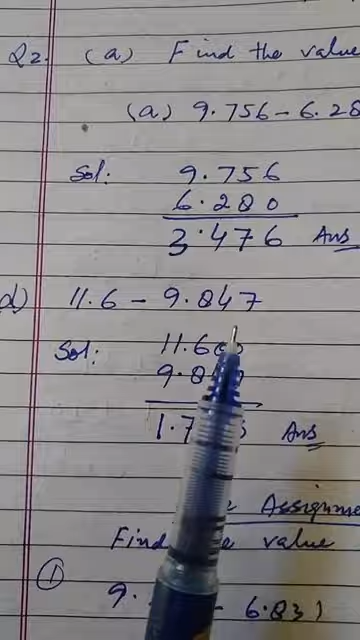 Q2. (a) Find the value
(a) 9.756 - 6.28
Sol: 9.756
6.280
3.476 Ans
d) 11.6 - 9.847
Sol: 11.600
9.8
1.7 Ans
Assignme
Find value
① 9. - 6.831